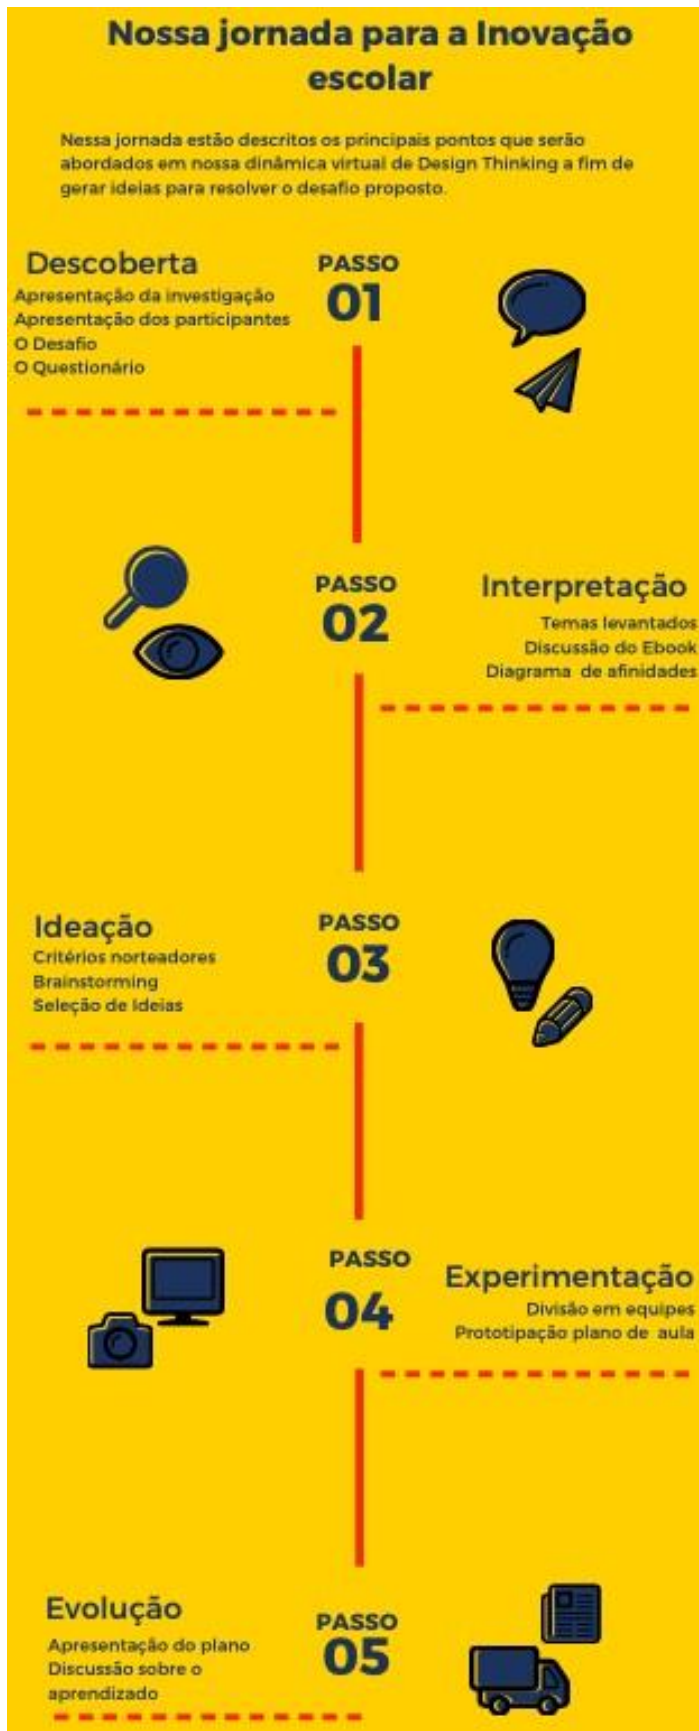 Nossa jornada para a Inovação
escolar
Nessa jornada estão descritos os principais pontos que serão
abordados em nossa dinâmica virtual de Design Thinking a fim de
gerar ideias para resolver o desafio proposto.
Descoberta
Apresentação da investigação
Apresentação dos participantes
O Desafio
O Questionário
PASSO
01
PASSO
02
Interpretação
Temas levantados
Discussão do Ebook
Diagrama de afinidades
Ideação
Critérios norteadores
Brainstorming
Seleção de Ideias
PASSO
03
PASSO
04
Experimentação
Divisão em equipes
Prototipação plano de aula
Evolução
Apresentação do plano
Discussão sobre o
aprendizado
PASSO
05